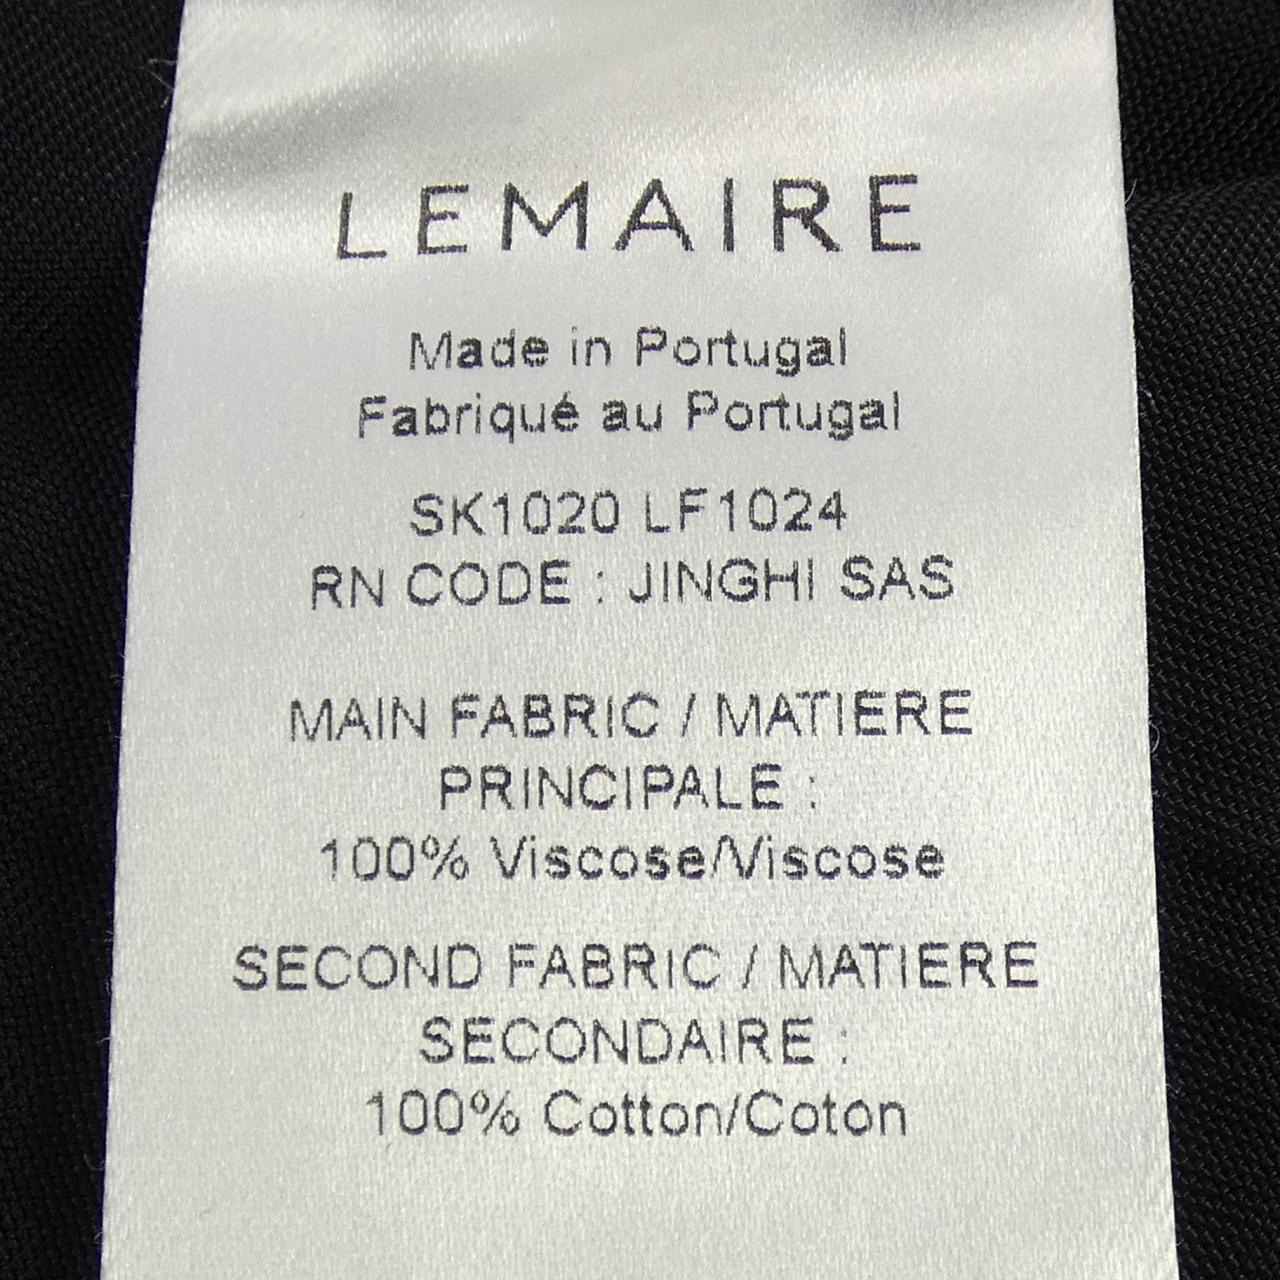 LEMAIRE
Made in Portugal
Fabriqué au Portugal
SK1020 LF1024
RN CODE : JINGHI SAS
MAIN FABRIC / MATIERE
PRINCIPALE :
100% Viscose/Viscose
SECOND FABRIC / MATIERE
SECONDAIRE :
100% Cotton/Coton